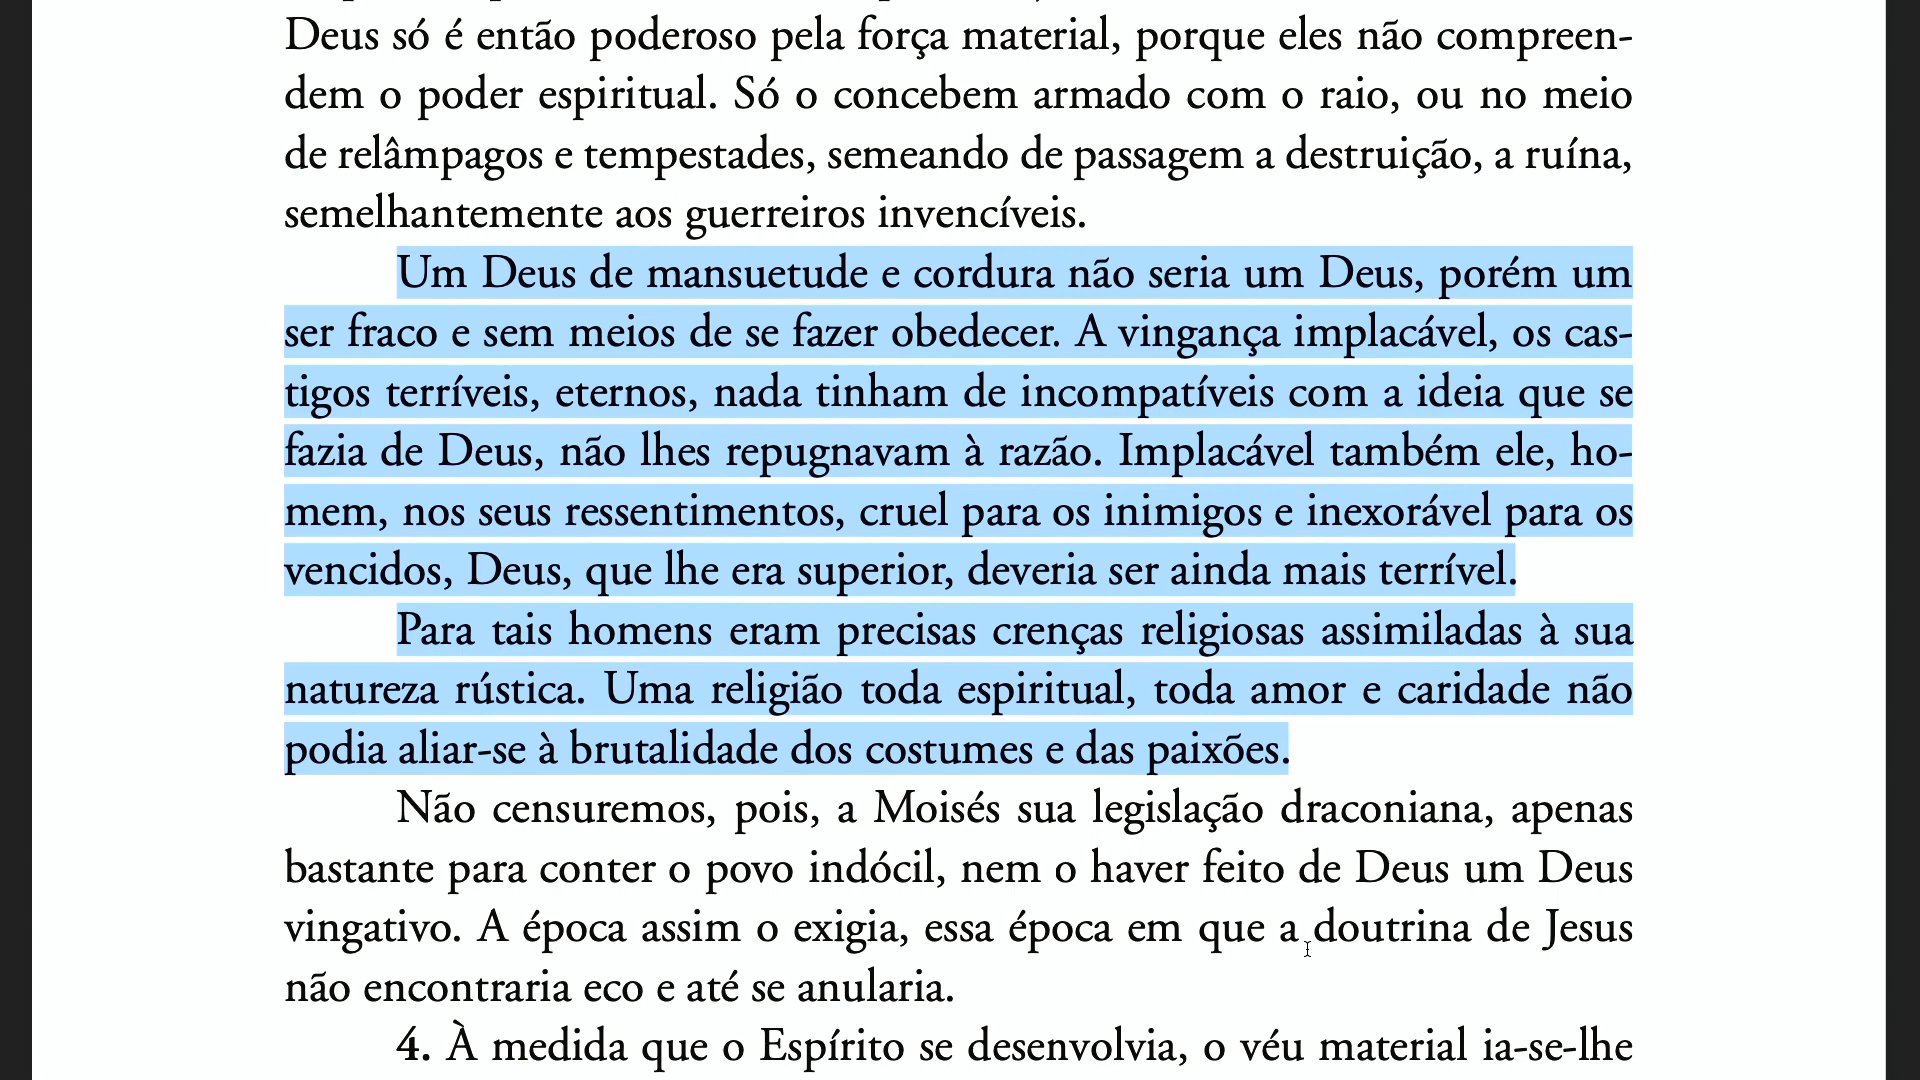 Deus só é então poderoso pela força material, porque eles não compreen-
dem o poder espiritual. Só o concebem armado com o raio, ou no meio
de relâmpagos e tempestades, semeando de passagem a destruição, a ruína,
semelhantemente aos guerreiros invencíveis.
Um Deus de mansuetude e cordura não seria um Deus, porém um
ser fraco e sem meios de se fazer obedecer. A vingança implacável, os cas-
tigos terríveis, eternos, nada tinham de incompatíveis com a ideia que se
fazia de Deus, não lhes repugnavam à razão. Implacável também ele, ho-
mem, nos seus ressentimentos, cruel para os inimigos e inexorável para os
vencidos, Deus, que lhe era superior, deveria ser ainda mais terrível.
Para tais homens eram precisas crenças religiosas assimiladas à sua
natureza rústica. Uma religião toda espiritual, toda amor e caridade não
podia aliar-se à brutalidade dos costumes e das paixões.
Não censuremos, pois, a Moisés sua legislação draconiana, apenas
bastante para conter o povo indócil, nem o haver feito de Deus um Deus
vingativo. A época assim o exigia, essa época em que a doutrina de Jesus
não encontraria eco e até se anularia.
4. À medida que o Espírito se desenvolvia, o véu material ia-se-lhe